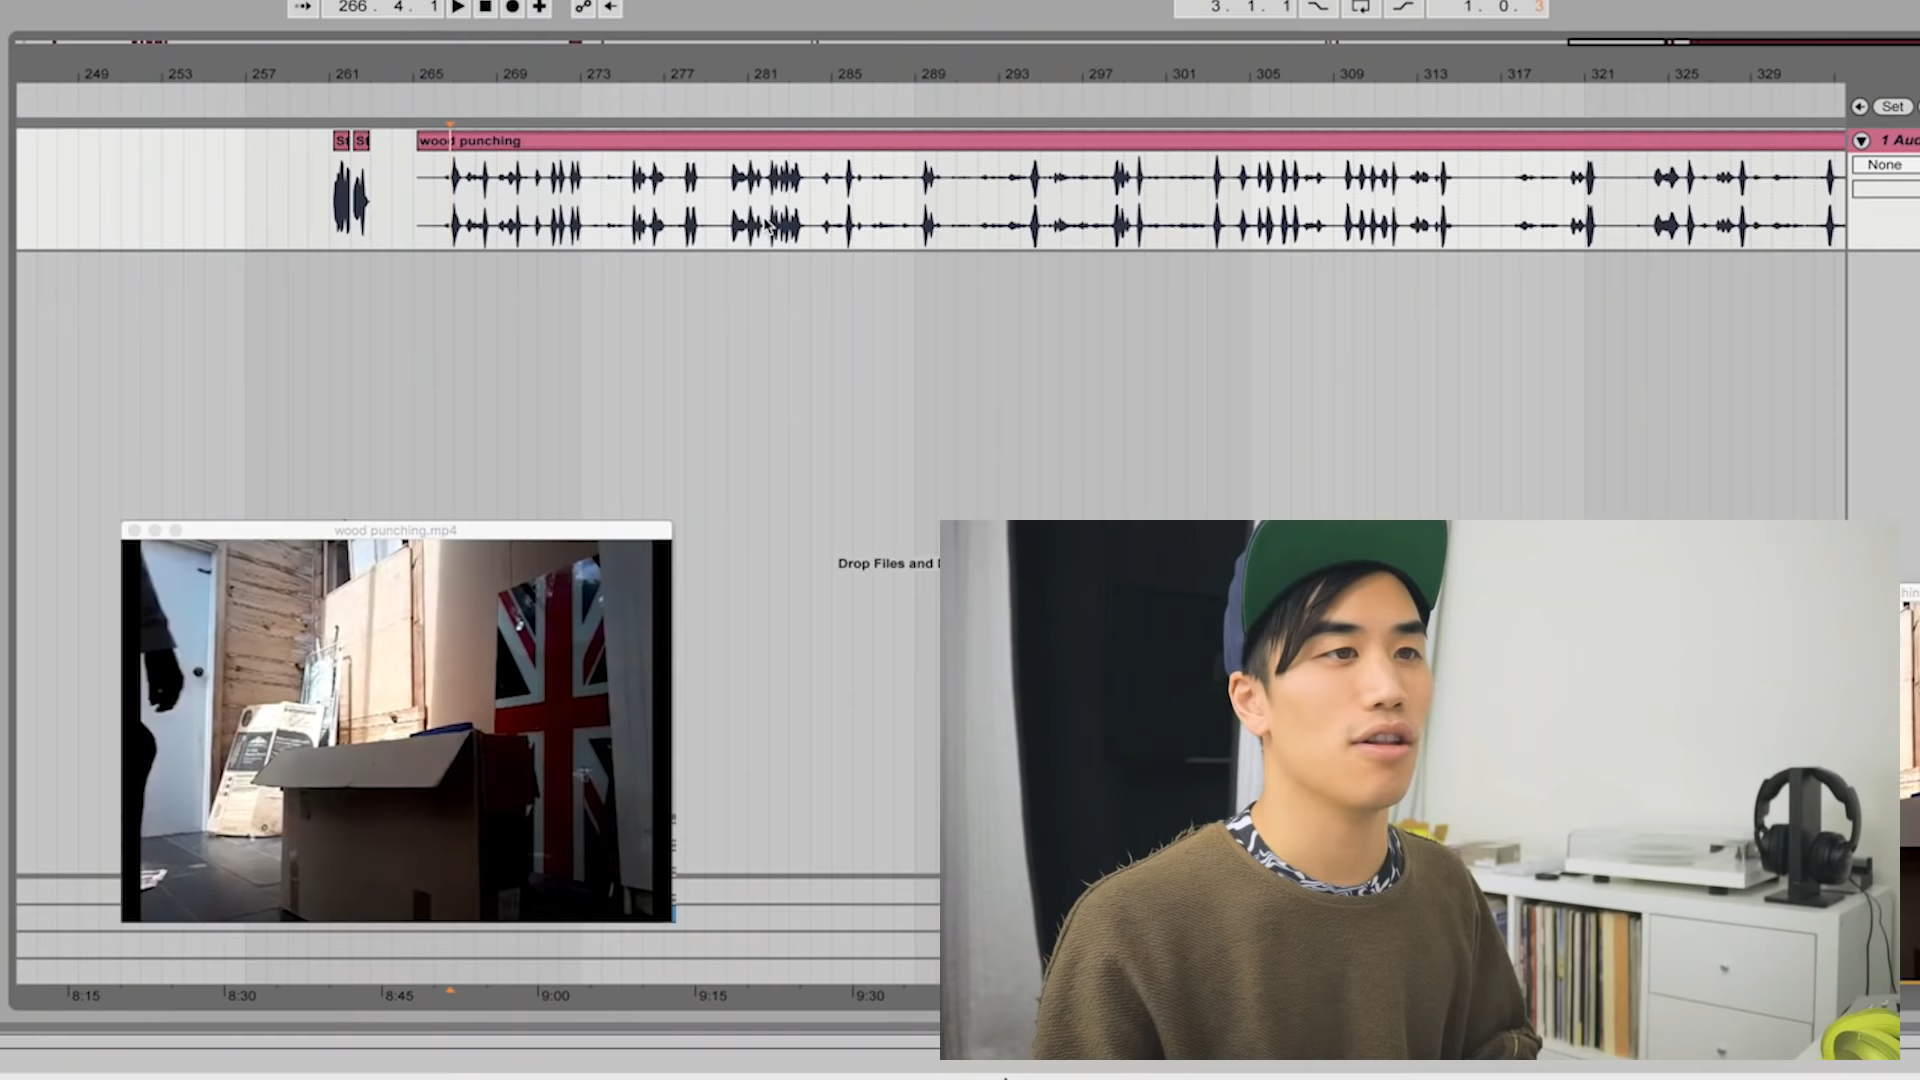 266. 4. 1
3. 1. 1
1. 0. 3
249 253 257 261 265 269 273 277 281 285 289 293 297 301 305 309 313 317 321 325 329
Set
St St wood punching
1 Aud
None
wood punching.mp4
Drop Files and
8:15 8:30 8:45 9:00 9:15 9:30